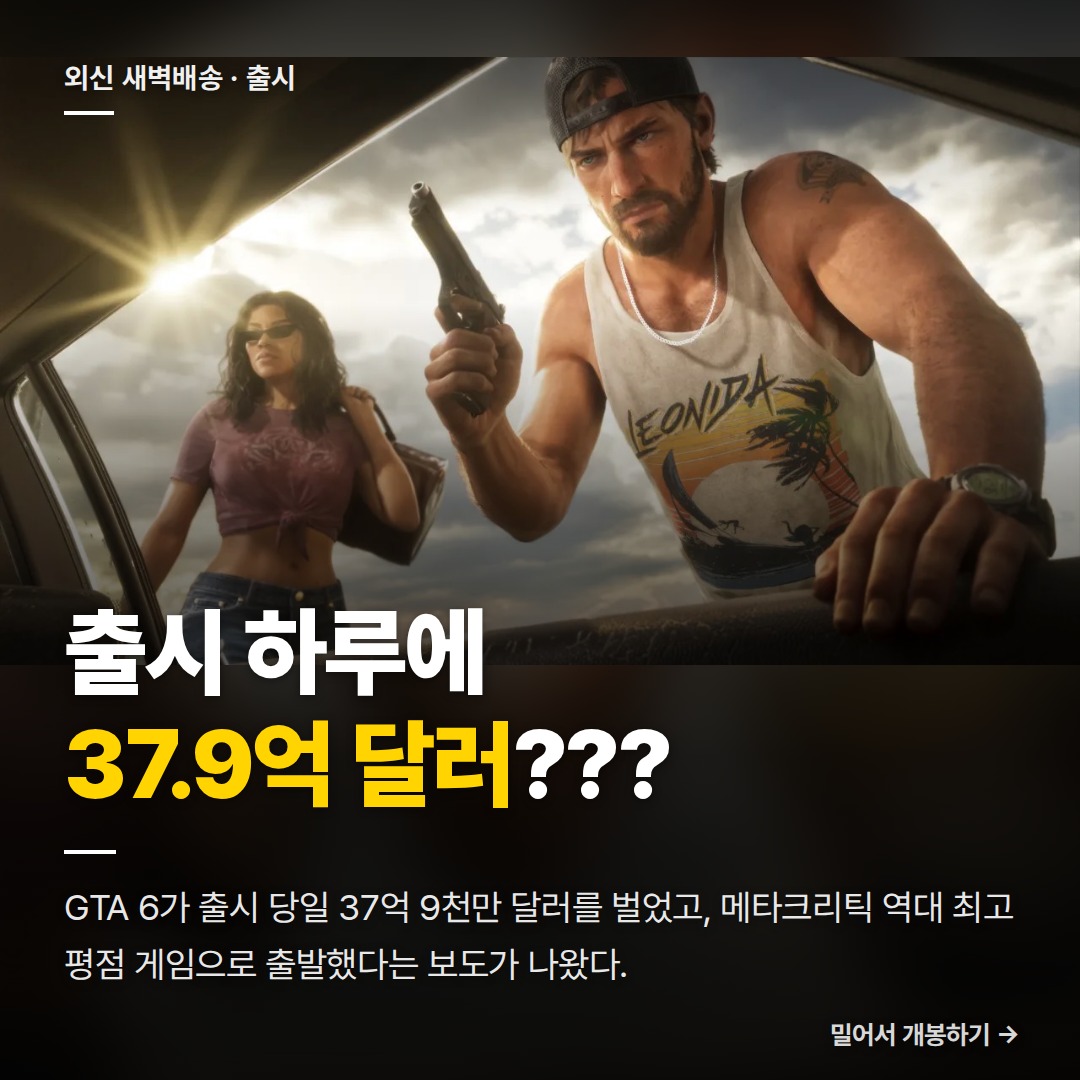 외신 새벽배송 · 출시
LEONIDA
출시 하루에
37.9억 달러???
GTA 6가 출시 당일 37억 9천만 달러를 벌었고, 메타크리틱 역대 최고
평점 게임으로 출발했다는 보도가 나왔다.
밀어서 개봉하기 →